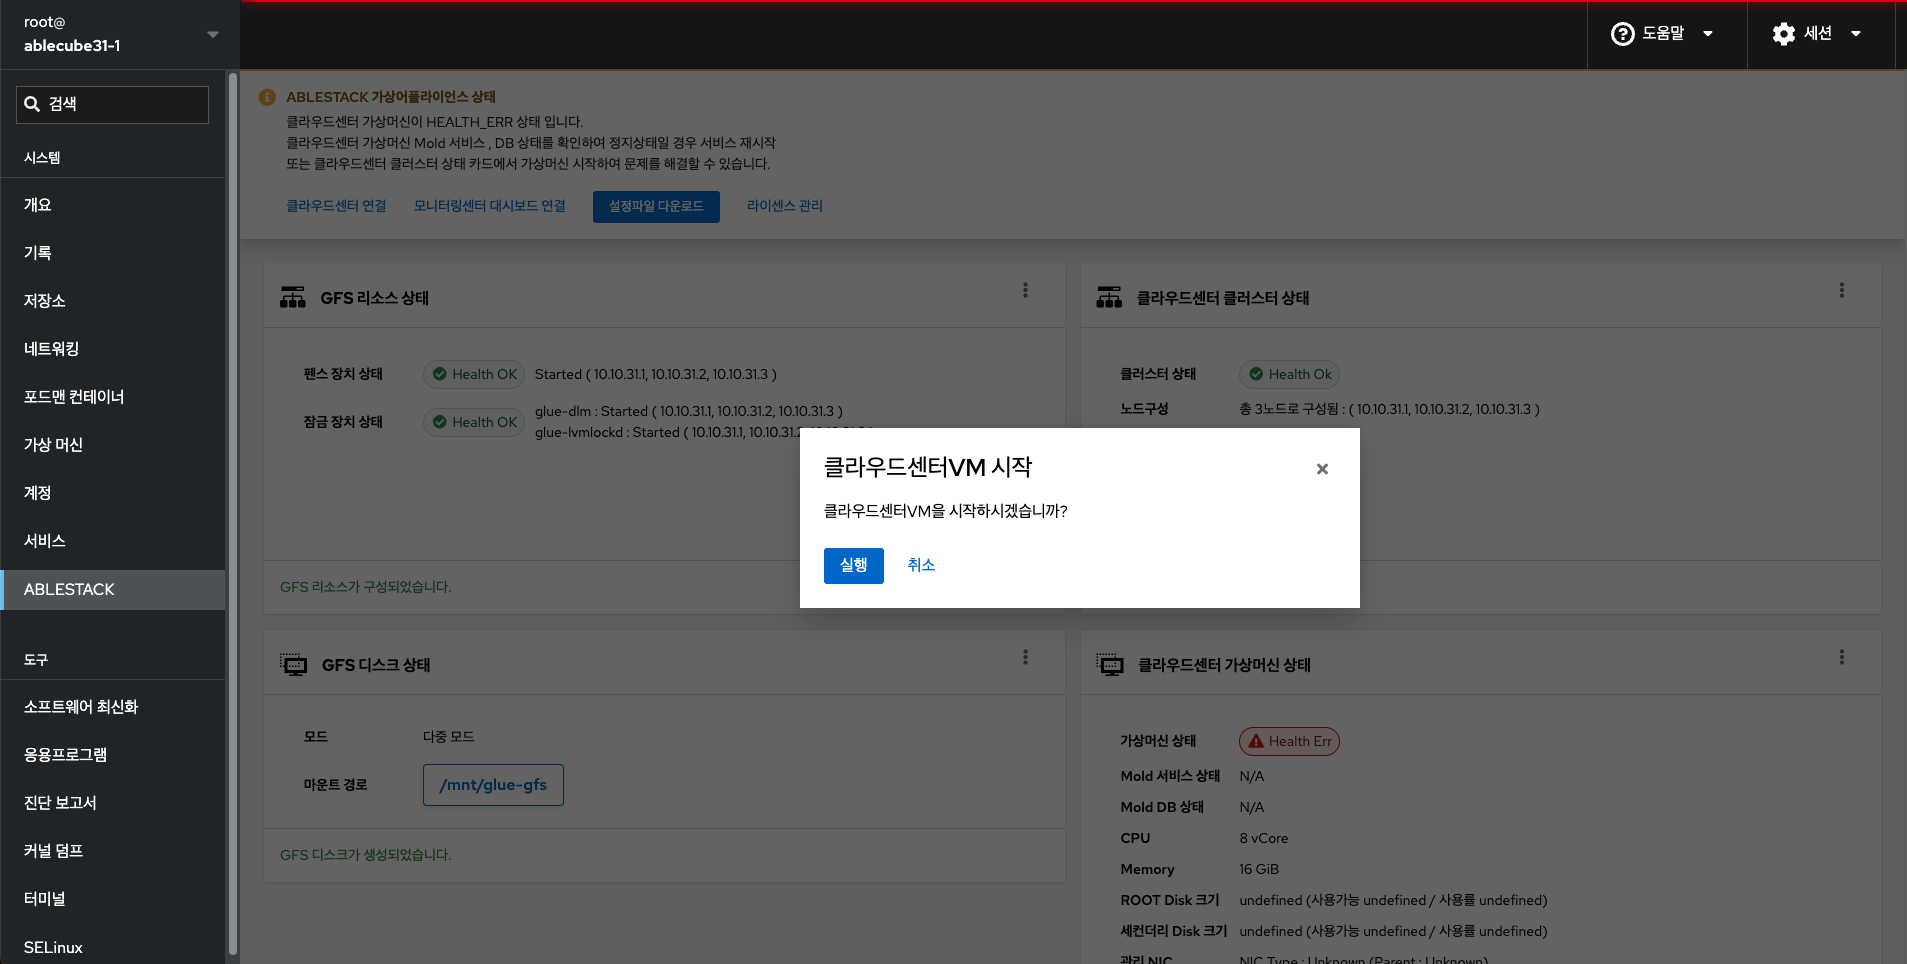 root@
ablecube31-1
도움말
세션
검색
시스템
개요
기록
저장소
네트워킹
포드맨 컨테이너
가상 머신
계정
서비스
ABLESTACK
도구
소프트웨어 최신화
응용프로그램
진단 보고서
커널 덤프
터미널
SELinux
ABLESTACK 가상어플라이언스 상태
클라우드센터 가상머신이 HEALTH_ERR 상태 입니다.
클라우드센터 가상머신 Mold 서비스 , DB 상태를 확인하여 정지상태일 경우 서비스 재시작
또는 클라우드센터 클러스터 상태 카드에서 가상머신 시작하여 문제를 해결할 수 있습니다.
클라우드센터 연결 모니터링센터 대시보드 연결 설정파일 다운로드 라이센스 관리
GFS 리소스 상태
펜스 장치 상태 Health OK Started ( 10.10.31.1, 10.10.31.2, 10.10.31.3 )
잠금 장치 상태 Health OK glue-dlm : Started ( 10.10.31.1, 10.10.31.2, 10.10.31.3 )
glue-lvmlockd : Started ( 10.10.31.1, 10.10.31.2,
GFS 리소스가 구성되었습니다.
클라우드센터 클러스터 상태
클러스터 상태 Health Ok
노드구성 총 3노드로 구성됨 : ( 10.10.31.1, 10.10.31.2, 10.10.31.3 )
클라우드센터VM 시작
클라우드센터VM을 시작하시겠습니까?
실행 취소
GFS 디스크 상태
모드 다중 모드
마운트 경로 /mnt/glue-gfs
GFS 디스크가 생성되었습니다.
클라우드센터 가상머신 상태
가상머신 상태 Health Err
Mold 서비스 상태 N/A
Mold DB 상태 N/A
CPU 8 vCore
Memory 16 GiB
ROOT Disk 크기 undefined (사용가능 undefined / 사용률 undefined)
세컨더리 Disk 크기 undefined (사용가능 undefined / 사용률 undefined)
관리 NIC NIC Type : Unknown (Parent : Unknown)